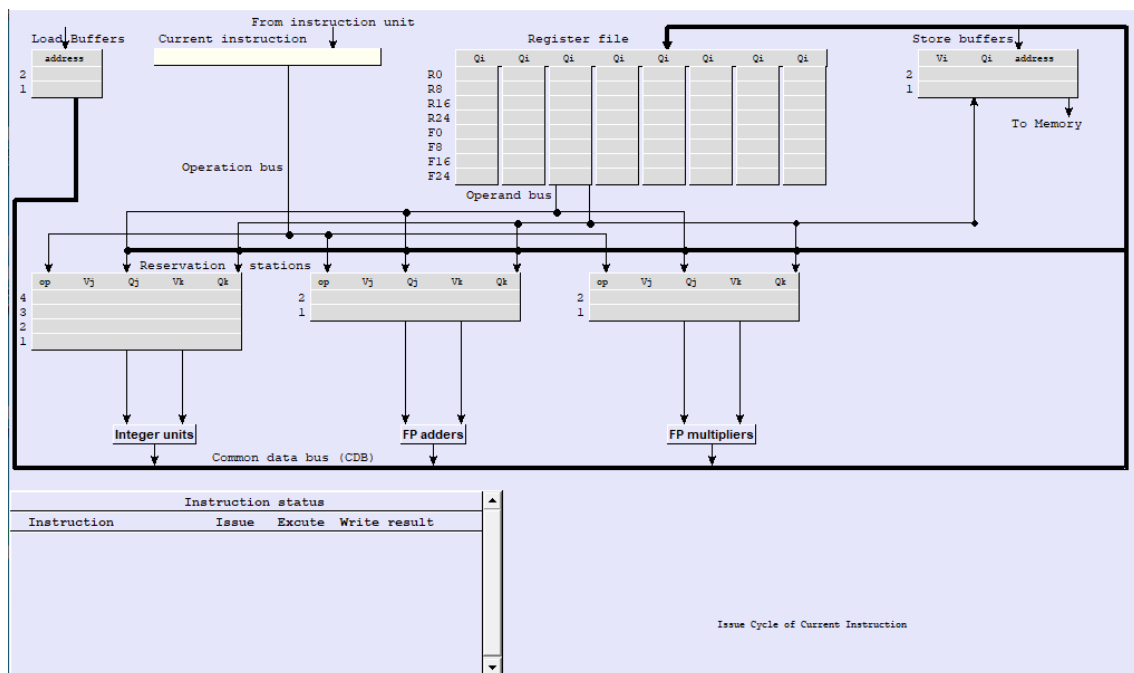 From instruction unit
Load Buffers Current instruction Register file Store buffers
address Qi Qi Qi Qi Qi Qi Qi Qi Vi Qi address
2 R0 2
1 R8 1
R16
R24
F0
F8
F16
F24
To Memory
Operation bus
Operand bus
Reservation stations
op Vj Qj Vk Qk op Vj Qj Vk Qk op Vj Qj Vk Qk
4 2 2
3 1 1
2
1
Integer units FP adders FP multipliers
Common data bus (CDB)
Instruction status
Instruction Issue Excute Write result
Issue Cycle of Current Instruction